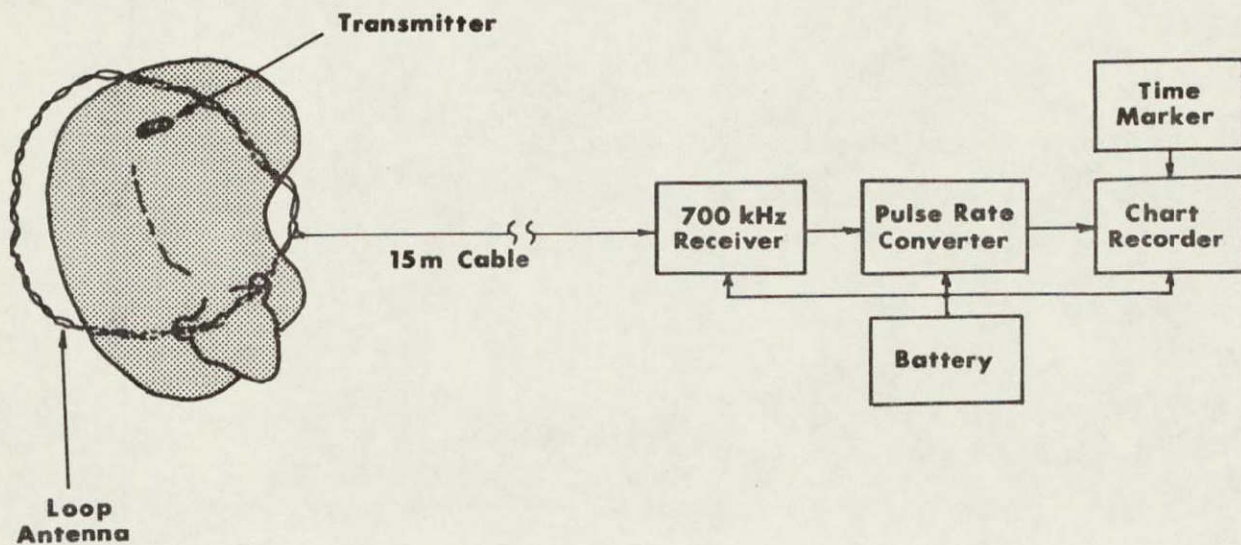 Transmitter
Time
Marker
700 kHz
Receiver
Pulse Rate
Converter
Chart
Recorder
15m Cable
Battery
Loop
Antenna